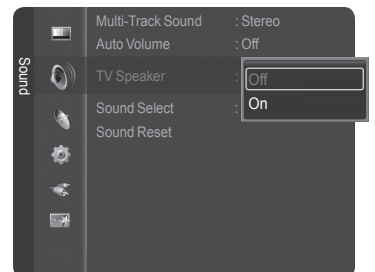 Sound
Multi-Track Sound : Stereo
Auto Volume : Off
TV Speaker :
Off
On
Sound Select :
Sound Reset